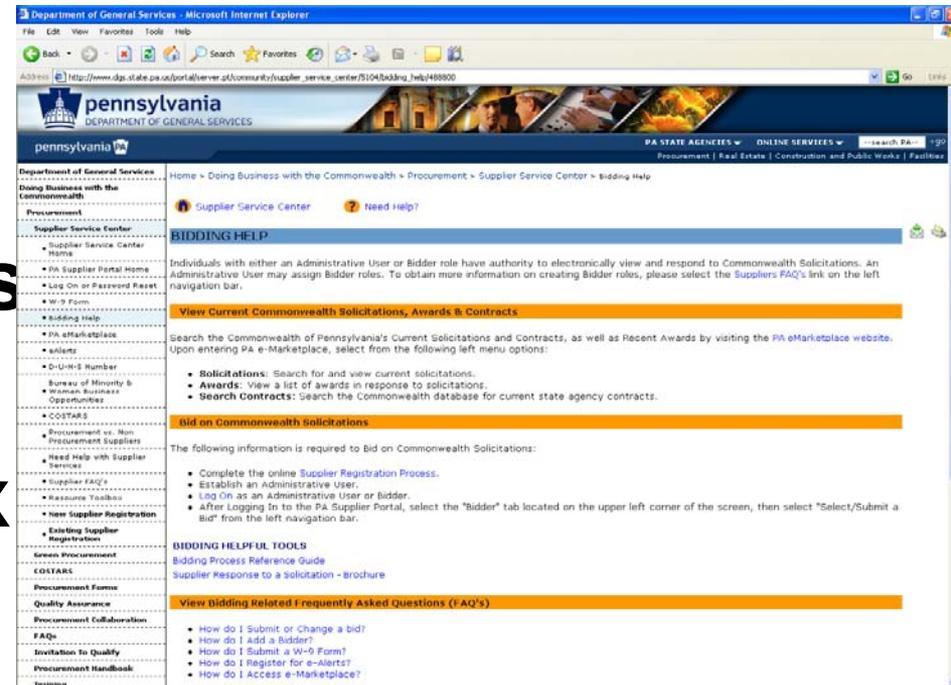 Department of General Services - Microsoft Internet Explorer
File Edit View Favorites Tools Help
Back Search Favorites
Address http://www.dgs.state.pa.us/portal/server.pt/community/supplier_service_center/5104/bidding_help/488800 Go Links
pennsylvania
DEPARTMENT OF GENERAL SERVICES
pennsylvania PA
PA STATE AGENCIES ONLINE SERVICES --search PA-- +go
Procurement | Real Estate | Construction and Public Works | Facilities
Department of General Services
Doing Business with the
Commonwealth
Procurement
Supplier Service Center
Supplier Service Center
Home
PA Supplier Portal Home
Log On or Password Reset
W-9 Form
Bidding Help
PA eMarketplace
eAlerts
D-U-N-S Number
Bureau of Minority &
Women Business
Opportunities
COSTARS
Procurement vs. Non
Procurement Suppliers
Need Help with Supplier
Services
Supplier FAQ's
Resource Toolbox
New Supplier Registration
Existing Supplier
Registration
Green Procurement
COSTARS
Procurement Forms
Quality Assurance
Procurement Collaboration
FAQs
Invitation To Qualify
Procurement Handbook
Training
Home > Doing Business with the Commonwealth > Procurement > Supplier Service Center > Bidding Help
Supplier Service Center Need Help?
BIDDING HELP
Individuals with either an Administrative User or Bidder role have authority to electronically view and respond to Commonwealth Solicitations. An
Administrative User may assign Bidder roles. To obtain more information on creating Bidder roles, please select the Suppliers FAQ's link on the left
navigation bar.
View Current Commonwealth Solicitations, Awards & Contracts
Search the Commonwealth of Pennsylvania's Current Solicitations and Contracts, as well as Recent Awards by visiting the PA eMarketplace website.
Upon entering PA e-Marketplace, select from the following left menu options:
• Solicitations: Search for and view current solicitations.
• Awards: View a list of awards in response to solicitations.
• Search Contracts: Search the Commonwealth database for current state agency contracts.
Bid on Commonwealth Solicitations
The following information is required to Bid on Commonwealth Solicitations:
• Complete the online Supplier Registration Process.
• Establish an Administrative User.
• Log On as an Administrative User or Bidder.
• After Logging In to the PA Supplier Portal, select the "Bidder" tab located on the upper left corner of the screen, then select "Select/Submit a
Bid" from the left navigation bar.
BIDDING HELPFUL TOOLS
Bidding Process Reference Guide
Supplier Response to a Solicitation - Brochure
View Bidding Related Frequently Asked Questions (FAQ's)
• How do I Submit or Change a bid?
• How do I Add a Bidder?
• How do I Submit a W-9 Form?
• How do I Register for e-Alerts?
• How do I Access e-Marketplace?